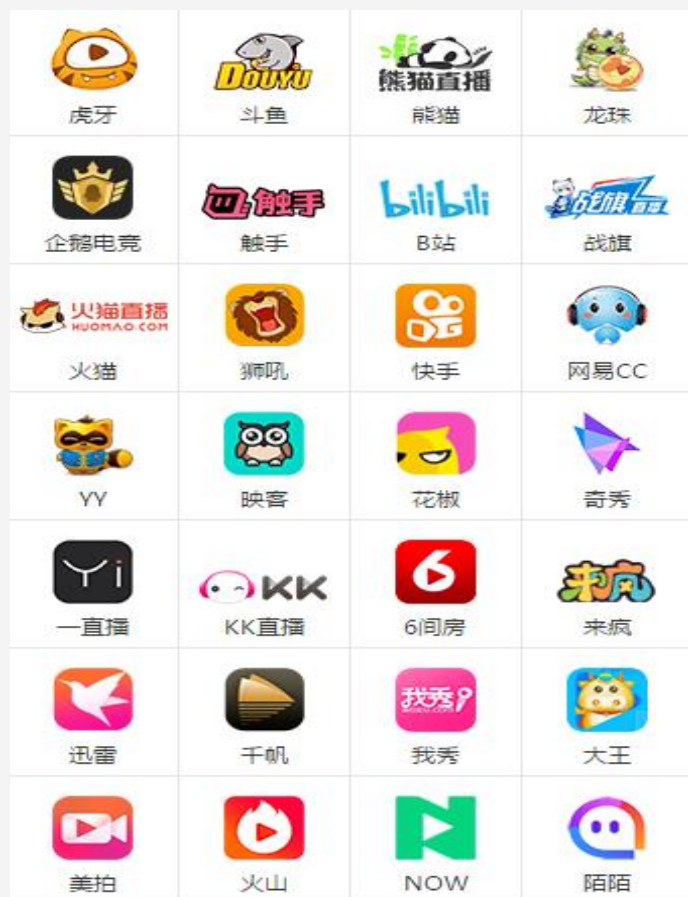 DOUYU
熊猫直播
虎牙
斗鱼
熊猫
龙珠
触手
bilibili
战旗直播
企鹅电竞
触手
B站
战旗
火猫直播
HUOMAO.COM
火猫
狮吼
快手
网易CC
YY
映客
花椒
奇秀
Yi
KK
6
来疯
一直播
KK直播
6间房
来疯
我秀
迅雷
千帆
我秀
大王
美拍
火山
NOW
陌陌